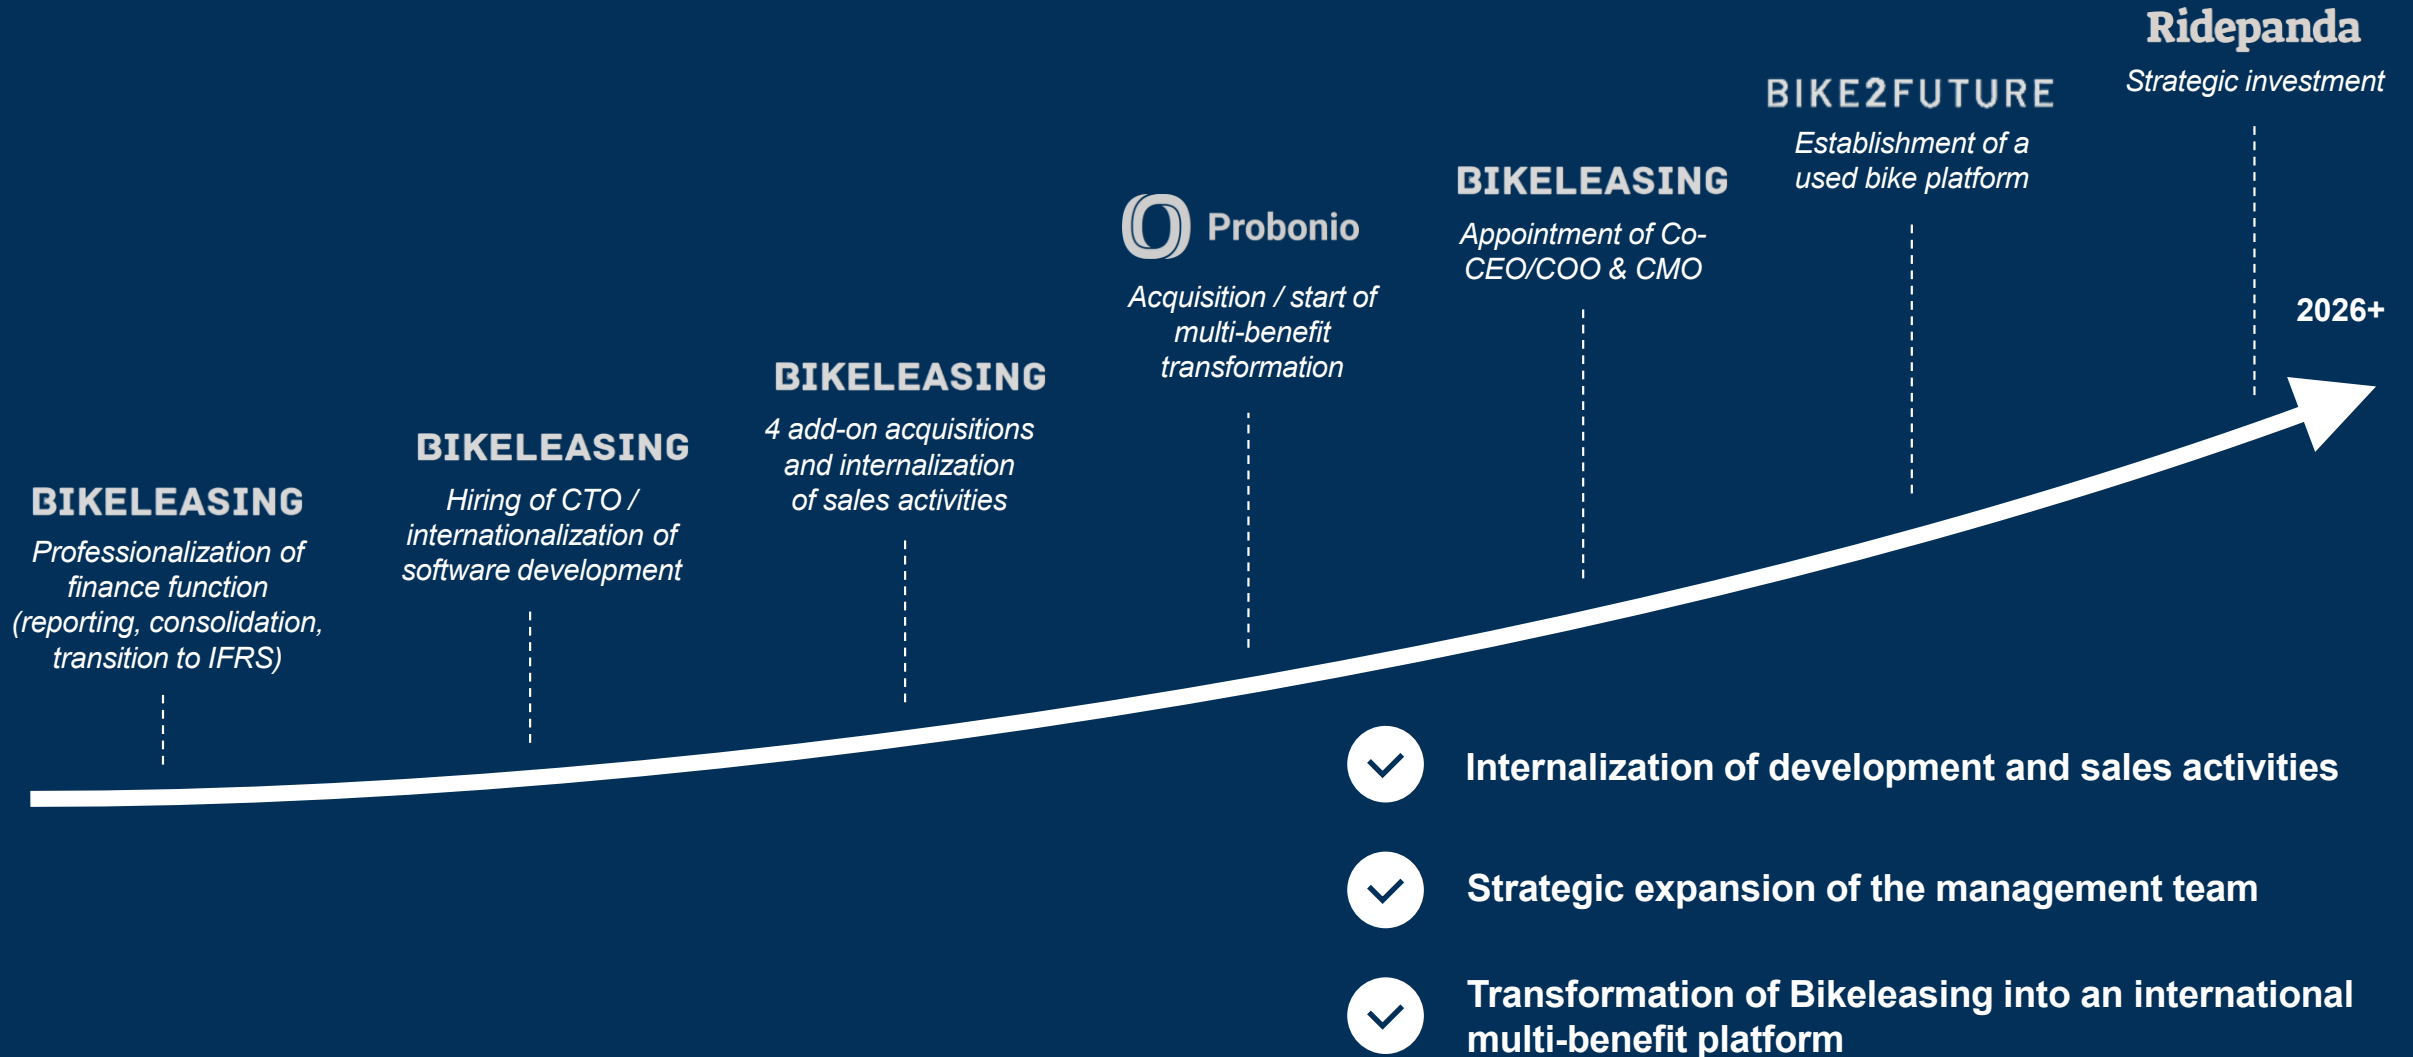 BIKELEASING
Professionalization of
finance function
(reporting, consolidation,
transition to IFRS)
BIKELEASING
Hiring of CTO /
internationalization of
software development
BIKELEASING
4 add-on acquisitions
and internalization
of sales activities
Probonio
Acquisition / start of
multi-benefit
transformation
BIKELEASING
Appointment of Co-
CEO/COO & CMO
BIKE2FUTURE
Establishment of a
used bike platform
Ridepanda
Strategic investment
2026+
Internalization of development and sales activities
Strategic expansion of the management team
Transformation of Bikeleasing into an international
multi-benefit platform